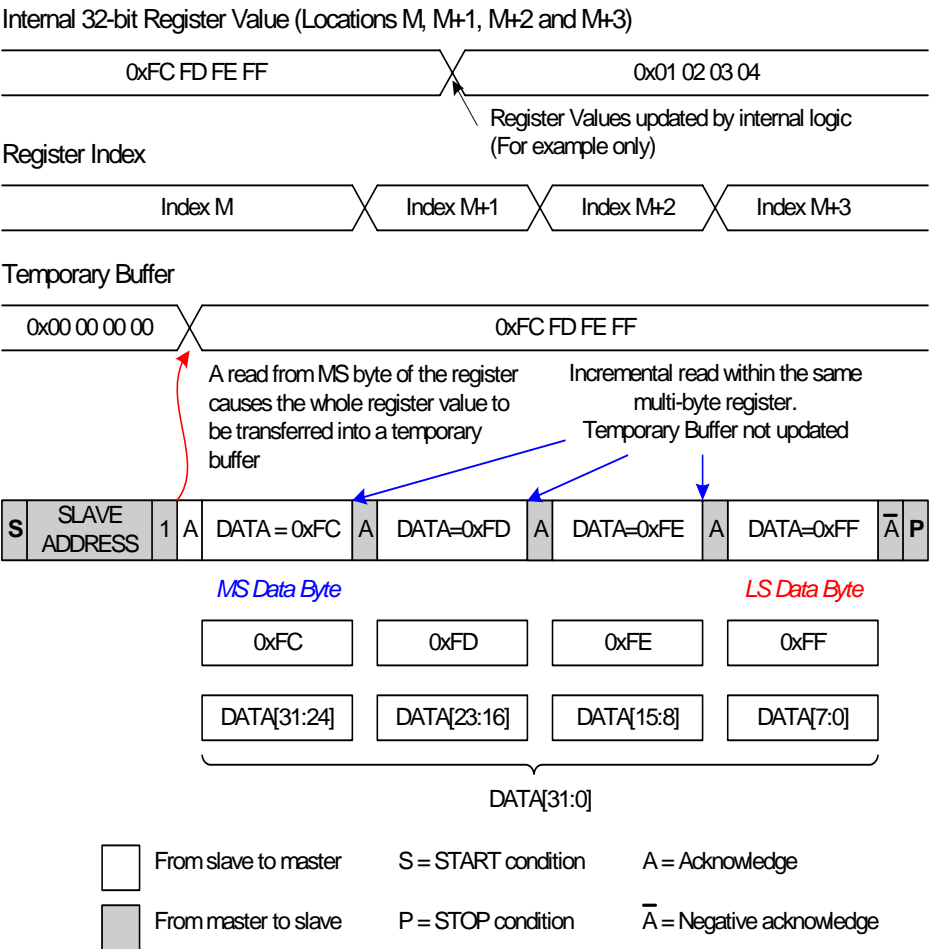 Internal 32-bit Register Value (Locations M, M+1, M+2 and M+3)
0xFC FD FE FF
0x01 02 03 04
Register Values updated by internal logic
(For example only)
Register Index
Index M
Index M+1
Index M+2
Index M+3
Temporary Buffer
0x00 00 00 00
0xFC FD FE FF
A read from MS byte of the register
causes the whole register value to
be transferred into a temporary
buffer
Incremental read within the same
multi-byte register.
Temporary Buffer not updated
S
SLAVE
ADDRESS
1
A
DATA = 0xFC
A
DATA=0xFD
A
DATA=0xFE
A
DATA=0xFF
A̅
P
MS Data Byte
LS Data Byte
0xFC
0xFD
0xFE
0xFF
DATA[31:24]
DATA[23:16]
DATA[15:8]
DATA[7:0]
DATA[31:0]
From slave to master
S = START condition
A = Acknowledge
From master to slave
P = STOP condition
A̅ = Negative acknowledge